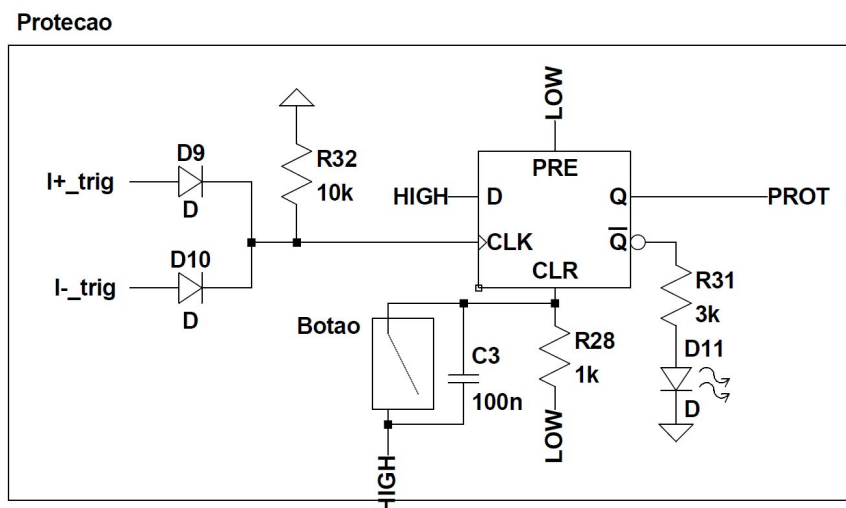 Protecao
LOW
D9
I+_trig
D
R32
10k
HIGH
D
PRE
Q
PROT
CLK
Q̅
CLR
D10
I-_trig
D
Botao
C3
100n
R28
1k
R31
3k
D11
D
LOW
HIGH